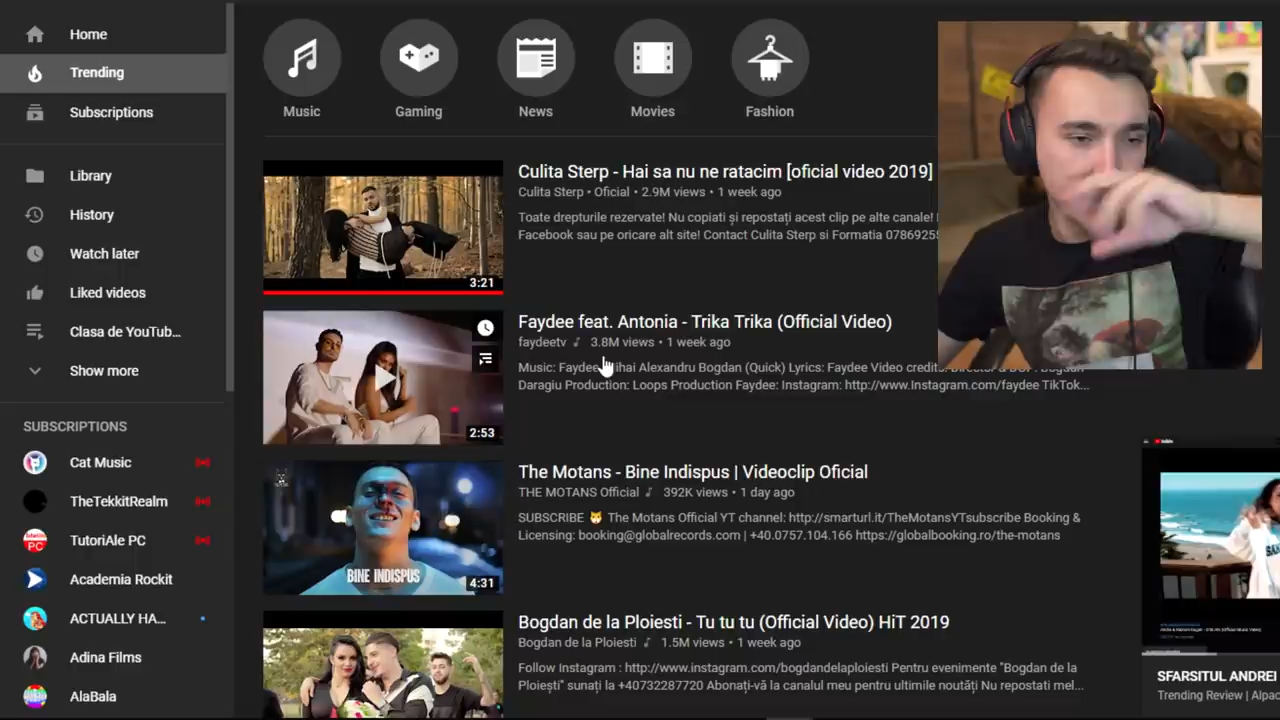 Home
Trending
Subscriptions
Library
History
Watch later
Liked videos
Clasa de YouTub...
Show more
SUBSCRIPTIONS
Cat Music
TheTekkitRealm
TutoriAle PC
Academia Rockit
ACTUALLY HA...
Adina Films
AlaBala
Music
Gaming
News
Movies
Fashion
Culita Sterp - Hai sa nu ne ratacim [oficial video 2019]
Culita Sterp • Oficial • 2.9M views • 1 week ago
Toate drepturile rezervate! Nu copiati și repostați acest clip pe alte canale!
Facebook sau pe oricare alt site! Contact Culita Sterp si Formatia 0786925
3:21
Faydee feat. Antonia - Trika Trika (Official Video)
faydeetv 3.8M views • 1 week ago
Music: Faydee Mihai Alexandru Bogdan (Quick) Lyrics: Faydee Video credits: Director & DOP: Bogdan
Daragiu Production: Loops Production Faydee: Instagram: http://www.Instagram.com/faydee TikTok...
2:53
The Motans - Bine Indispus | Videoclip Oficial
THE MOTANS Official 392K views • 1 day ago
SUBSCRIBE 😺 The Motans Official YT channel: http://smarturl.it/TheMotansYTsubscribe Booking &
Licensing: booking@globalrecords.com | +40.0757.104.166 https://globalbooking.ro/the-motans
BINE INDISPUS
4:31
Bogdan de la Ploiesti - Tu tu tu (Official Video) HiT 2019
Bogdan de la Ploiesti 1.5M views • 1 week ago
Follow Instagram : http://www.instagram.com/bogdandelaploiesti Pentru evenimente "Bogdan de la
Ploiești" sunați la +40732287720 Abonați-vă la canalul meu pentru ultimile noutăți Nu repostati mel...
SFARSITUL ANDREI
Trending Review | Alpac